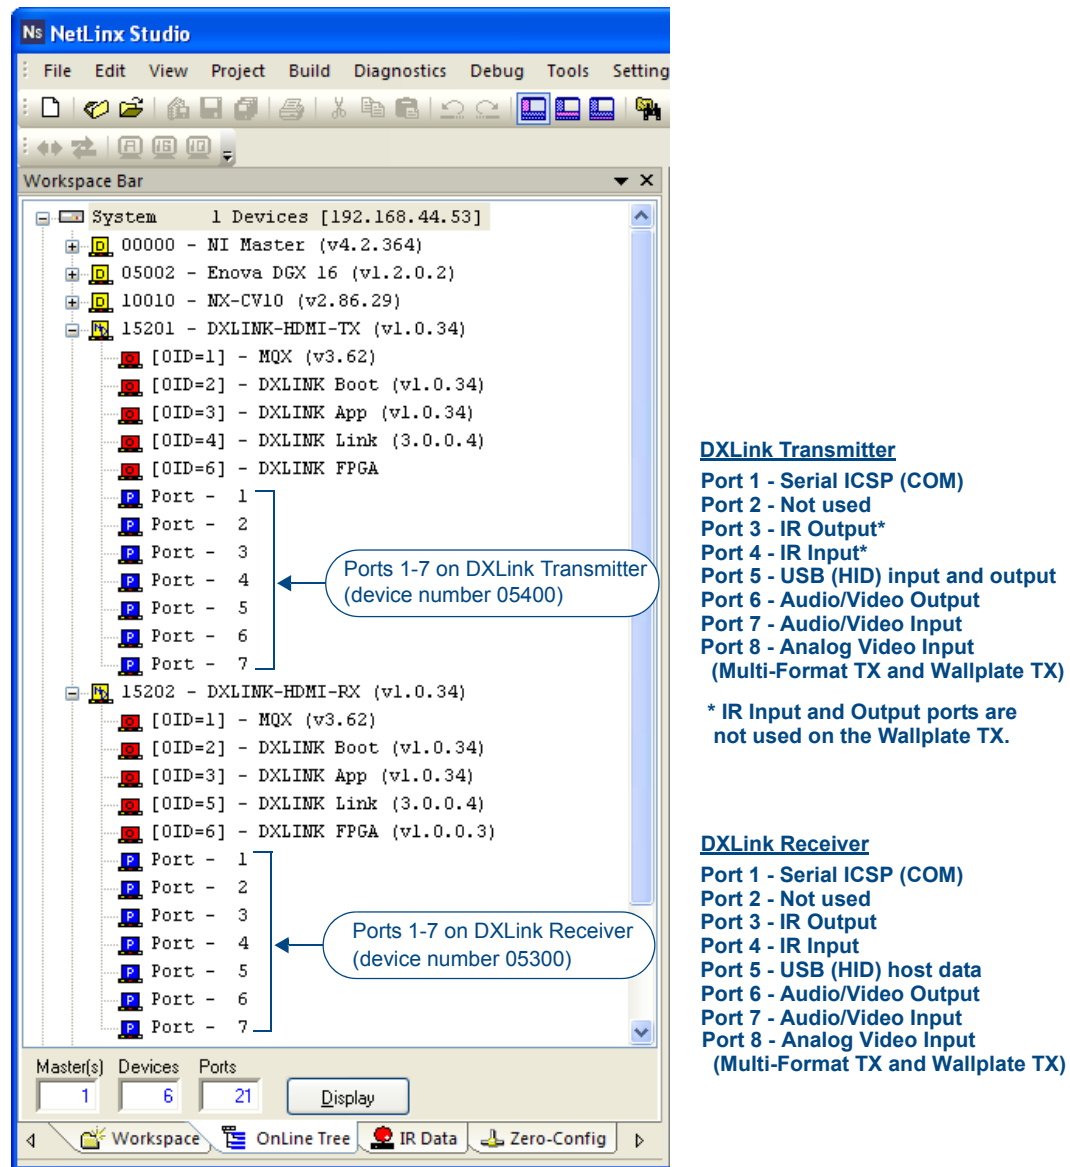 Ns NetLinx Studio
File Edit View Project Build Diagnostics Debug Tools Setting
Workspace Bar
System 1 Devices [192.168.44.53]
00000 - NI Master (v4.2.364)
05002 - Enova DGX 16 (v1.2.0.2)
10010 - NX-CV10 (v2.86.29)
15201 - DXLINK-HDMI-TX (v1.0.34)
[OID=1] - MQX (v3.62)
[OID=2] - DXLINK Boot (v1.0.34)
[OID=3] - DXLINK App (v1.0.34)
[OID=4] - DXLINK Link (3.0.0.4)
[OID=6] - DXLINK FPGA
Port - 1
Port - 2
Port - 3
Port - 4
Port - 5
Port - 6
Port - 7
Ports 1-7 on DXLink Transmitter
(device number 05400)
15202 - DXLINK-HDMI-RX (v1.0.34)
[OID=1] - MQX (v3.62)
[OID=2] - DXLINK Boot (v1.0.34)
[OID=3] - DXLINK App (v1.0.34)
[OID=5] - DXLINK Link (3.0.0.4)
[OID=6] - DXLINK FPGA (v1.0.0.3)
Port - 1
Port - 2
Port - 3
Port - 4
Port - 5
Port - 6
Port - 7
Ports 1-7 on DXLink Receiver
(device number 05300)
Master(s) Devices Ports
1 6 21 Display
Workspace OnLine Tree IR Data Zero-Config
DXLink Transmitter
Port 1 - Serial ICSP (COM)
Port 2 - Not used
Port 3 - IR Output*
Port 4 - IR Input*
Port 5 - USB (HID) input and output
Port 6 - Audio/Video Output
Port 7 - Audio/Video Input
Port 8 - Analog Video Input
(Multi-Format TX and Wallplate TX)
* IR Input and Output ports are
not used on the Wallplate TX.
DXLink Receiver
Port 1 - Serial ICSP (COM)
Port 2 - Not used
Port 3 - IR Output
Port 4 - IR Input
Port 5 - USB (HID) host data
Port 6 - Audio/Video Output
Port 7 - Audio/Video Input
Port 8 - Analog Video Input
(Multi-Format TX and Wallplate TX)